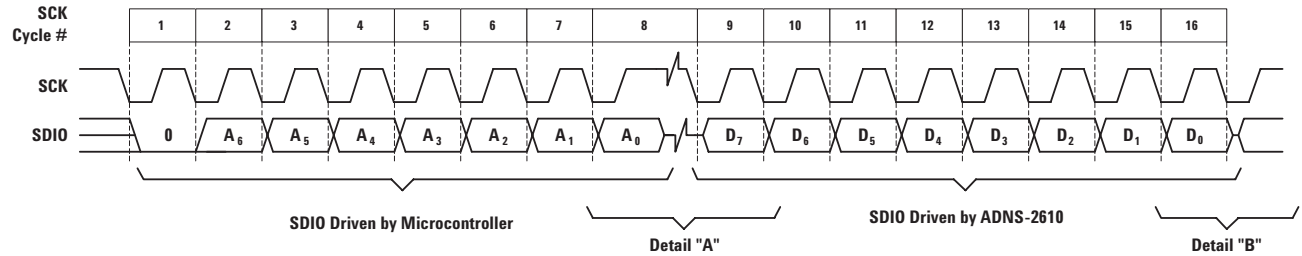 SCK
Cycle #
1 2 3 4 5 6 7 8 9 10 11 12 13 14 15 16
SCK
SDIO 0 A6 A5 A4 A3 A2 A1 A0 D7 D6 D5 D4 D3 D2 D1 D0
SDIO Driven by Microcontroller
SDIO Driven by ADNS-2610
Detail "A"
Detail "B"